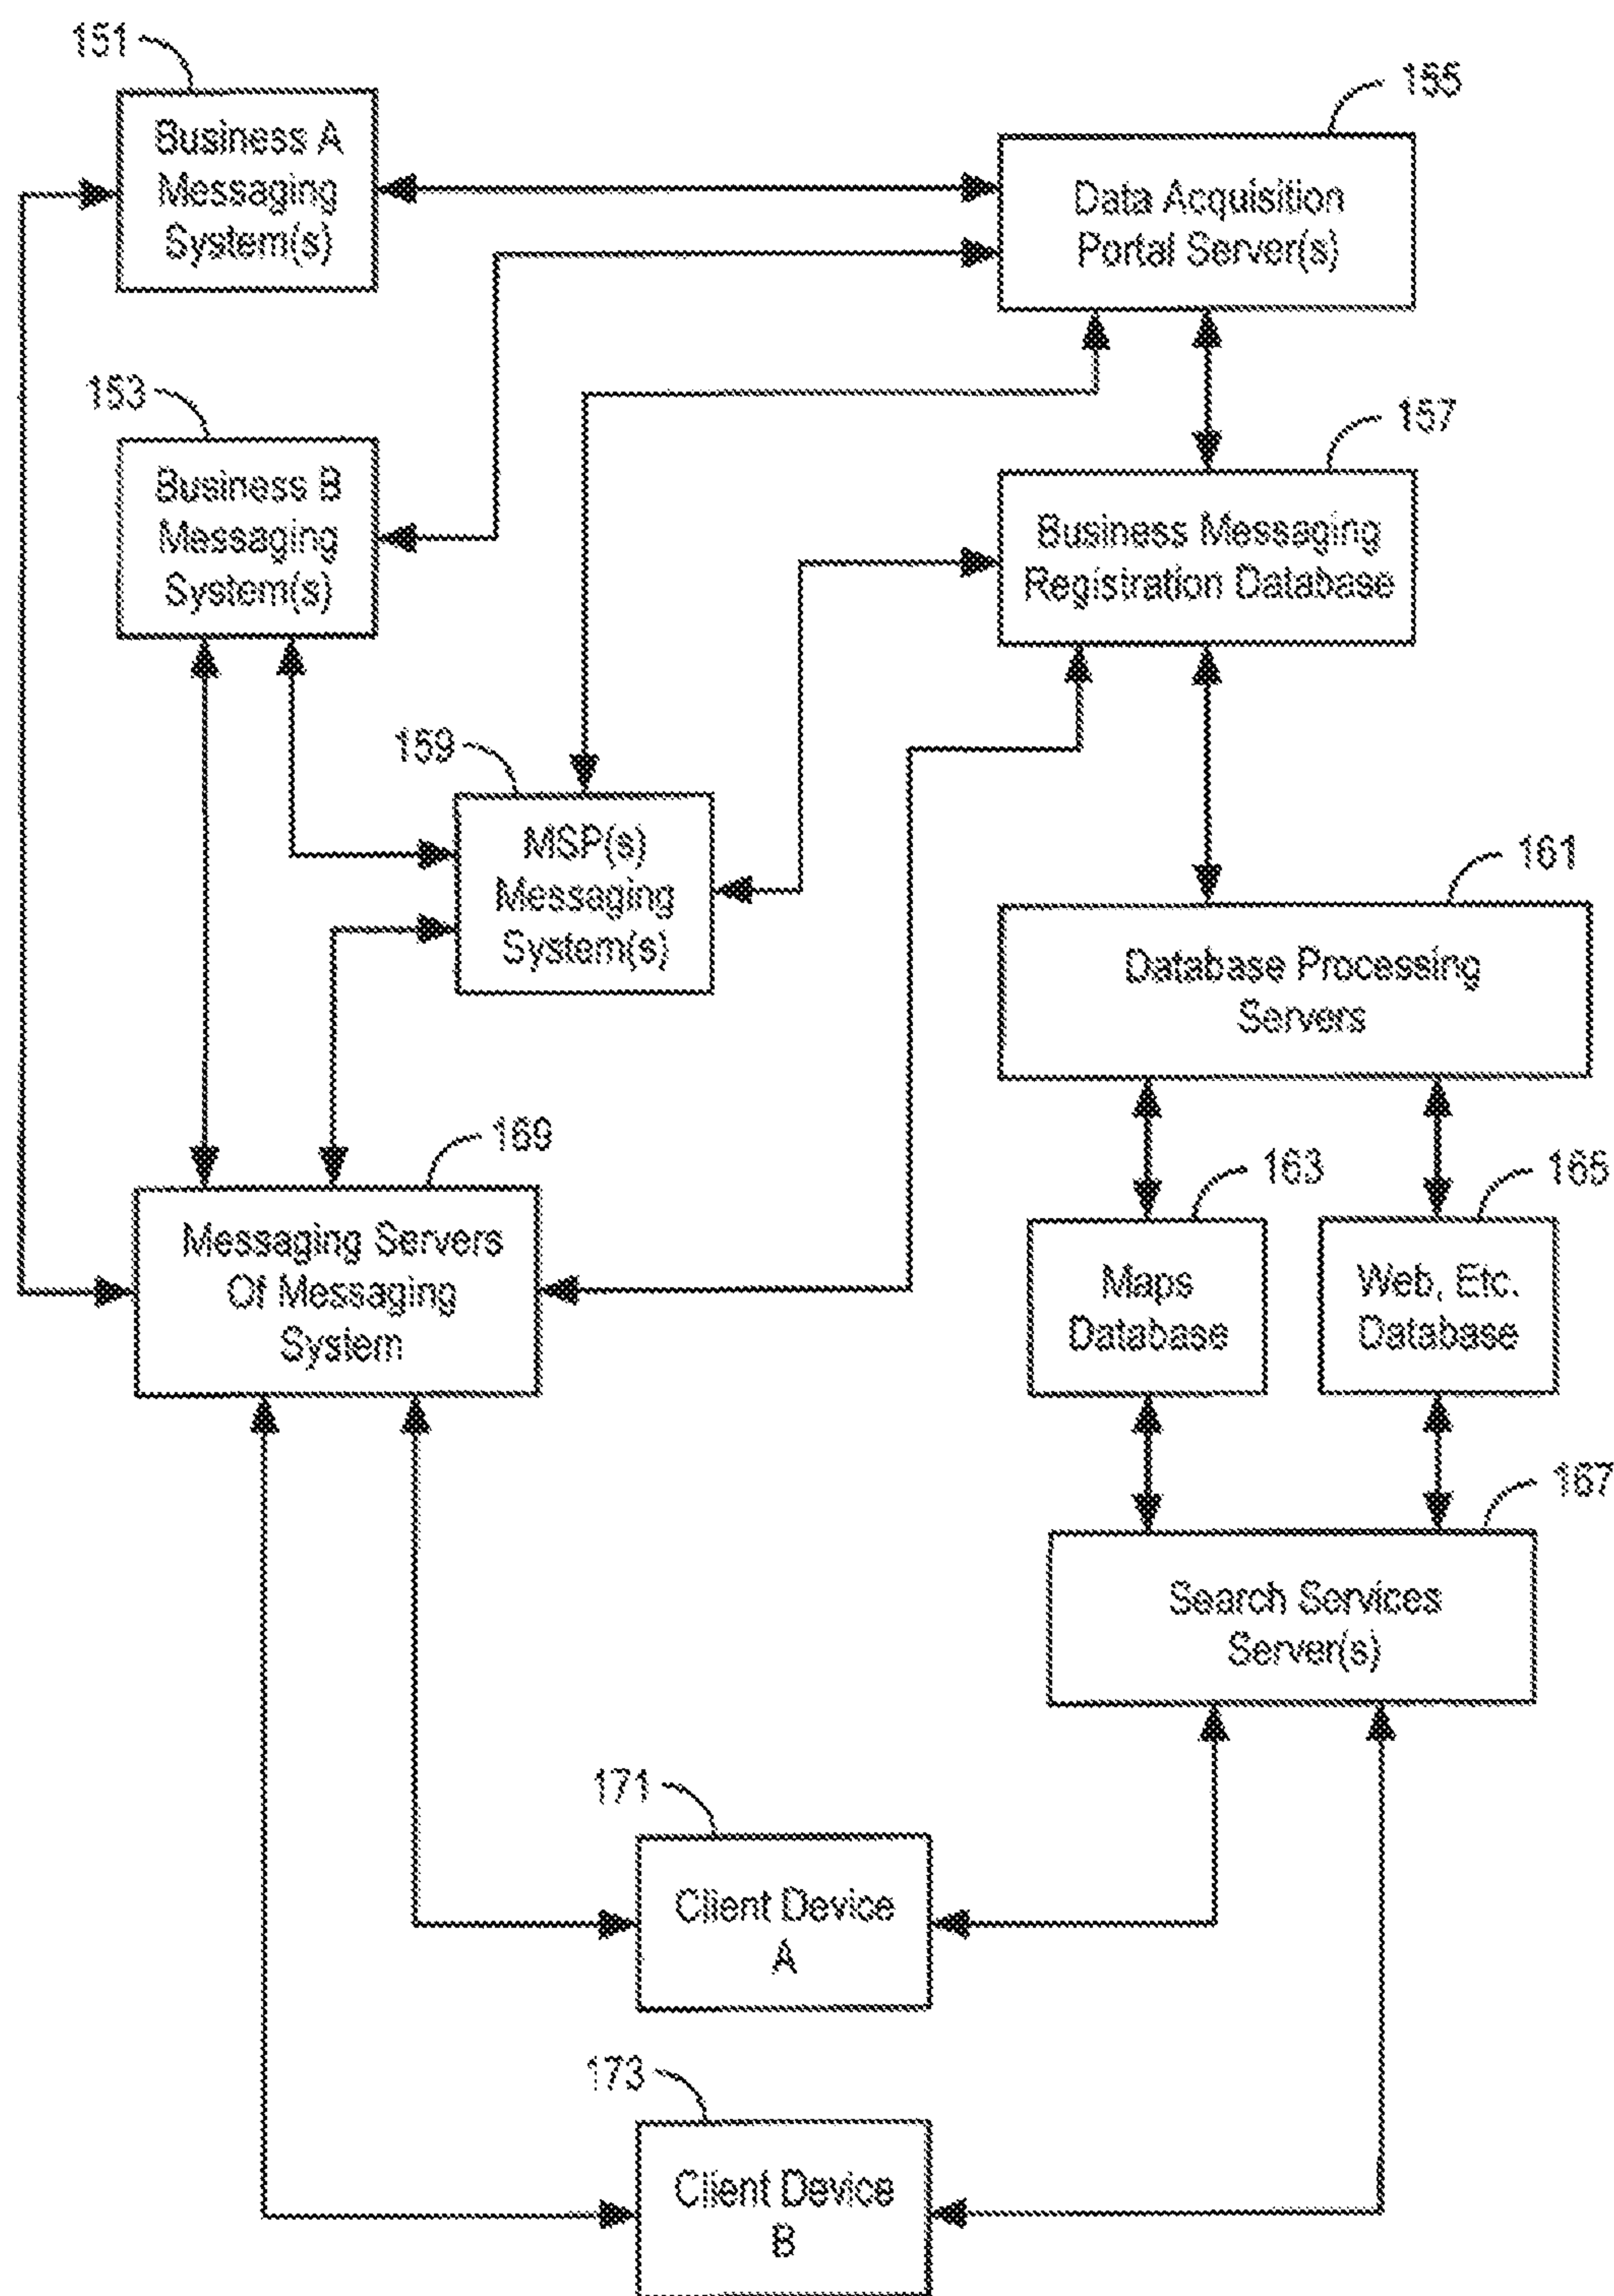 151
Business A
Messaging
System(s)
155
Data Acquisition
Portal Server(s)
153
Business B
Messaging
System(s)
157
Business Messaging
Registration Database
159
MSP(s)
Messaging
System(s)
161
Database Processing
Servers
169
Messaging Servers
Of Messaging
System
163
Maps
Database
165
Web, Etc.
Database
167
Search Services
Server(s)
171
Client Device
A
173
Client Device
B